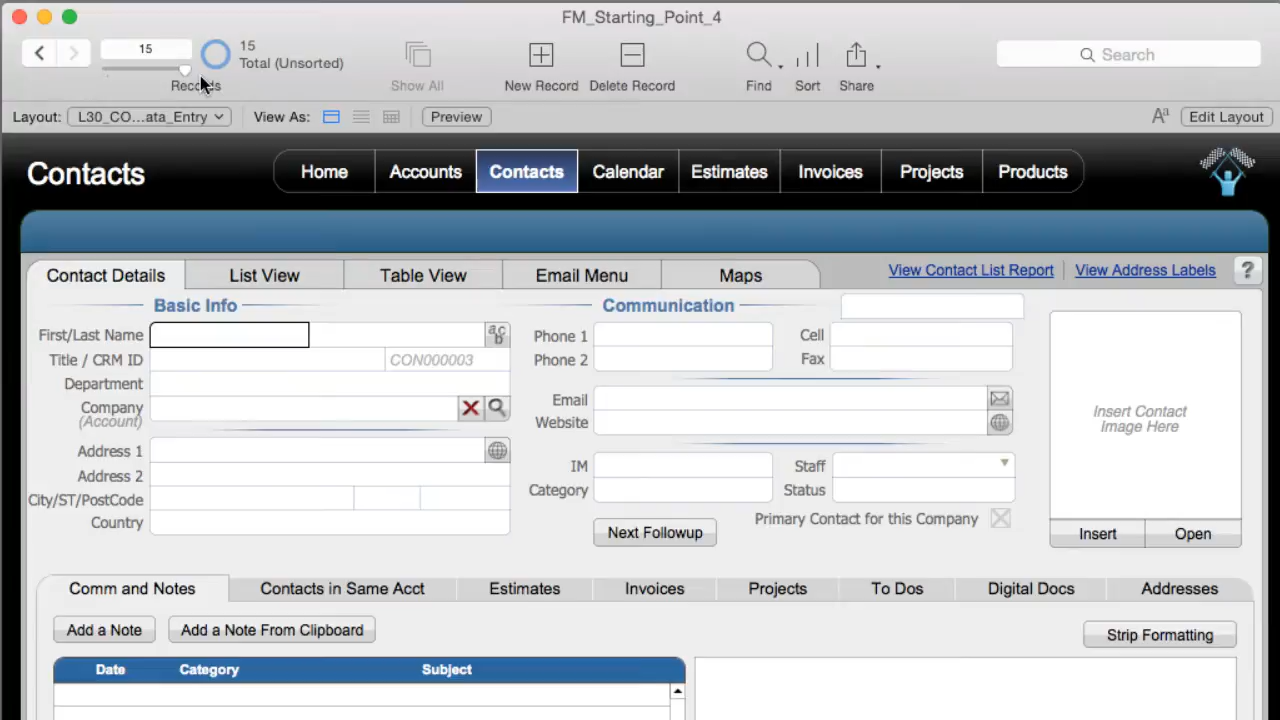 FM_Starting_Point_4
15
15
Total (Unsorted)
Records
Show All
New Record
Delete Record
Find
Sort
Share
Search
Layout:
L30_CO...ata_Entry
View As:
Preview
Aa
Edit Layout
Contacts
Home
Accounts
Contacts
Calendar
Estimates
Invoices
Projects
Products
Contact Details
List View
Table View
Email Menu
Maps
View Contact List Report
View Address Labels
?
Basic Info
Communication
First/Last Name
Phone 1
Cell
Title / CRM ID
CON000003
Phone 2
Fax
Department
Company
(Account)
Email
Website
Insert Contact
Image Here
Address 1
Address 2
IM
Staff
City/ST/PostCode
Category
Status
Country
Next Followup
Primary Contact for this Company
Insert
Open
Comm and Notes
Contacts in Same Acct
Estimates
Invoices
Projects
To Dos
Digital Docs
Addresses
Add a Note
Add a Note From Clipboard
Strip Formatting
Date
Category
Subject